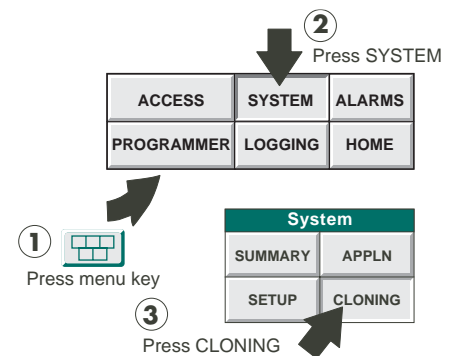 2
Press SYSTEM
ACCESS SYSTEM ALARMS
PROGRAMMER LOGGING HOME
1
Press menu key
System
SUMMARY APPLN
SETUP CLONING
3
Press CLONING